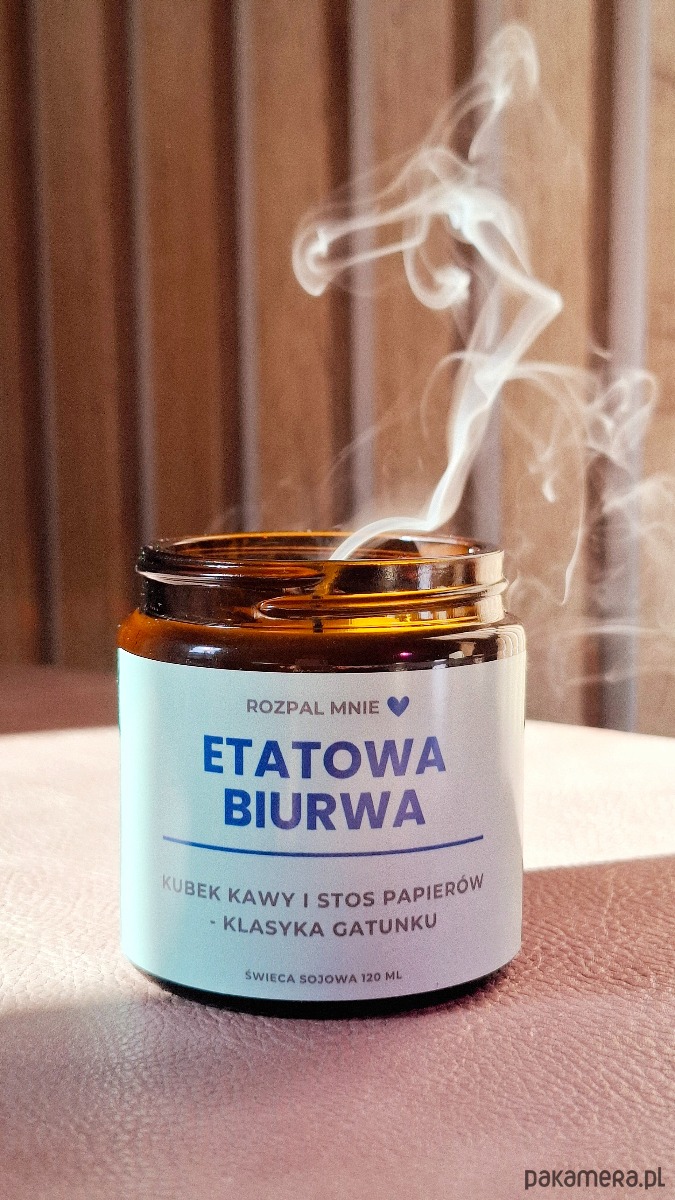 ROZPAL MNIE 💙
ETATOWA
BIURWA
KUBEK KAWY I STOS PAPIERÓW
- KLASYKA GATUNKU
ŚWIECA SOJOWA 120 ML
pakamera.pl